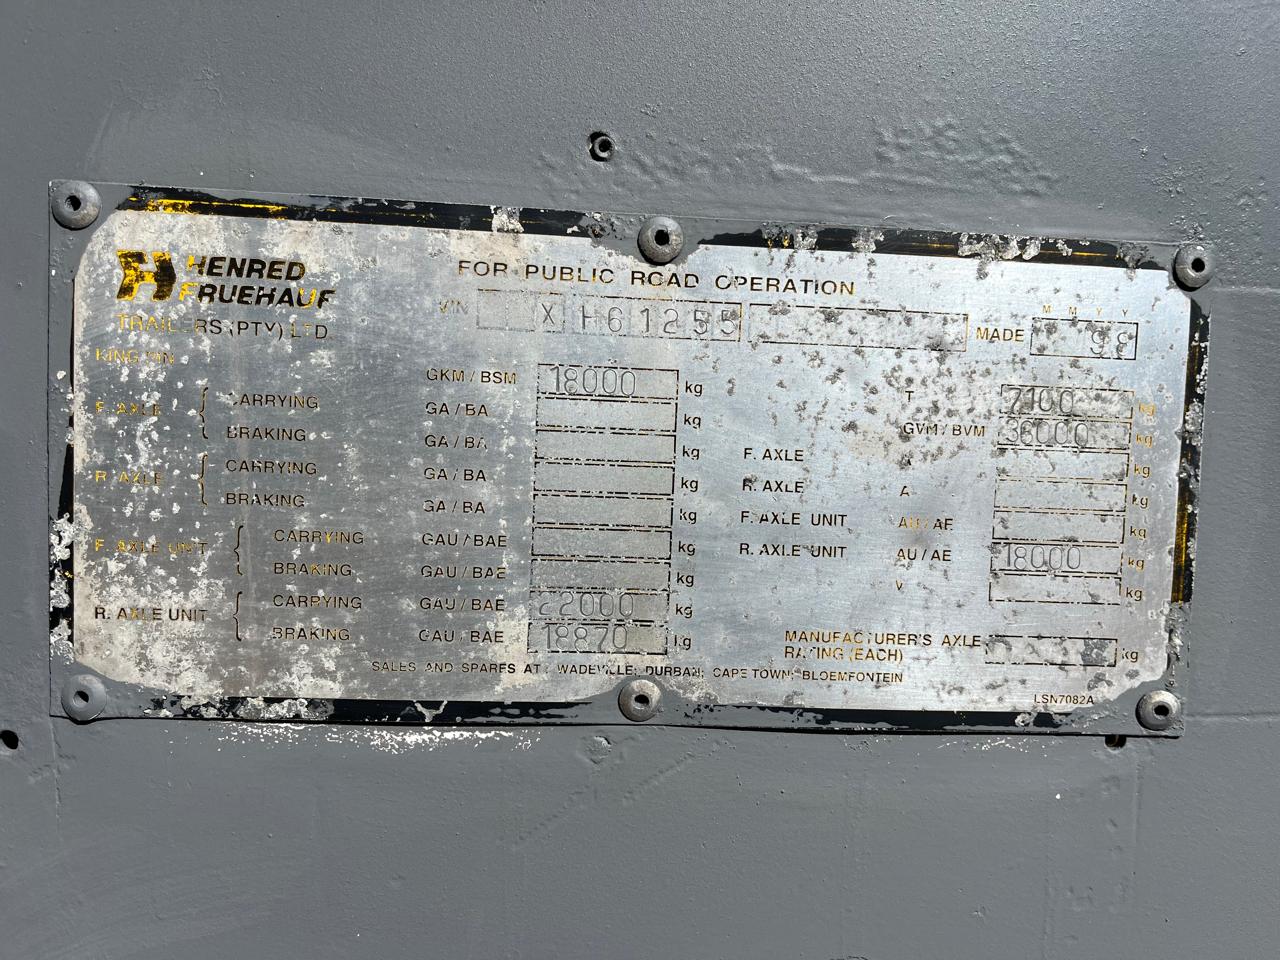 HENRED
FRUEHAUF
TRAILERS (PTY) LTD
FOR PUBLIC ROAD OPERATION
VIN X H61255
MADE M M Y Y 98
KING PIN GKM / BSM 18000 kg
T 7100 kg
F. AXLE CARRYING GA / BA kg
GVM / BVM 36000 kg
BRAKING GA / BA kg
F. AXLE kg
R. AXLE CARRYING GA / BA kg
R. AXLE A kg
BRAKING GA / BA kg
F. AXLE UNIT AU / AE kg
F. AXLE UNIT CARRYING GAU / BAE kg
R. AXLE UNIT AU / AE 18000 kg
BRAKING GAU / BAE kg
V kg
R. AXLE UNIT CARRYING GAU / BAE 22000 kg
BRAKING GAU / BAE 18870 kg
MANUFACTURER'S AXLE
RATING (EACH) kg
SALES AND SPARES AT : WADEVILLE; DURBAN; CAPE TOWN; BLOEMFONTEIN
LSN7082A